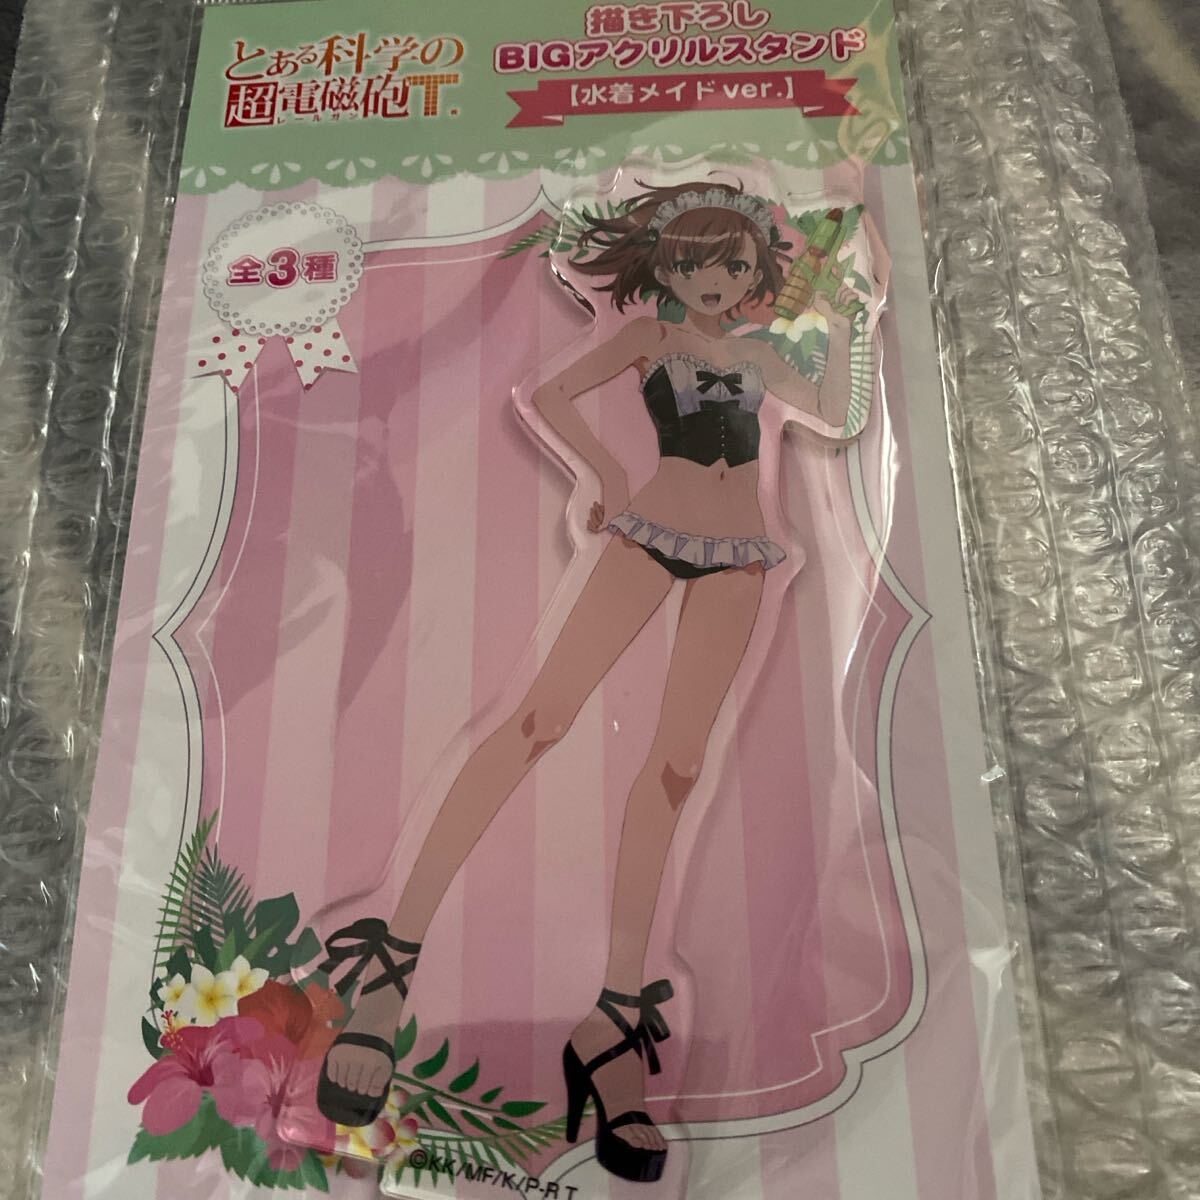 とある科学の
超電磁砲T.
レールガン
描き下ろし
BIGアクリルスタンド
【水着メイドver.】
全3種
©KK/MF/K/P-R T